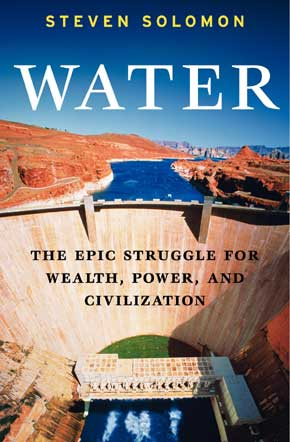 STEVEN SOLOMON
WATER
THE EPIC STRUGGLE FOR
WEALTH, POWER, AND
CIVILIZATION